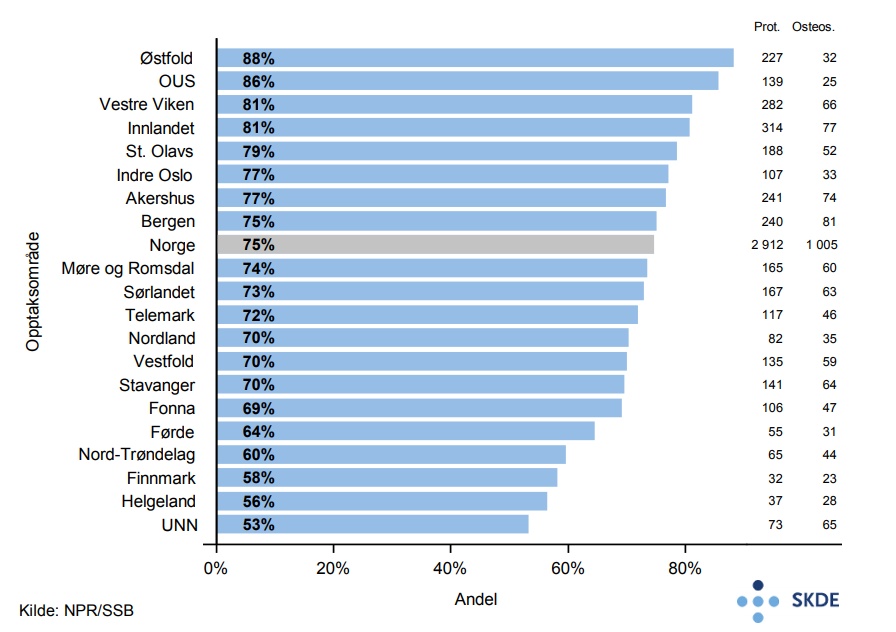 Prot. Osteos.
Østfold 88% 227 32
OUS 86% 139 25
Vestre Viken 81% 282 66
Innlandet 81% 314 77
St. Olavs 79% 188 52
Indre Oslo 77% 107 33
Akershus 77% 241 74
Bergen 75% 240 81
Norge 75% 2 912 1 005
Møre og Romsdal 74% 165 60
Sørlandet 73% 167 63
Telemark 72% 117 46
Nordland 70% 82 35
Vestfold 70% 135 59
Stavanger 70% 141 64
Fonna 69% 106 47
Førde 64% 55 31
Nord-Trøndelag 60% 65 44
Finnmark 58% 32 23
Helgeland 56% 37 28
UNN 53% 73 65
Opptaksområde
0% 20% 40% 60% 80%
Andel
Kilde: NPR/SSB
SKDE